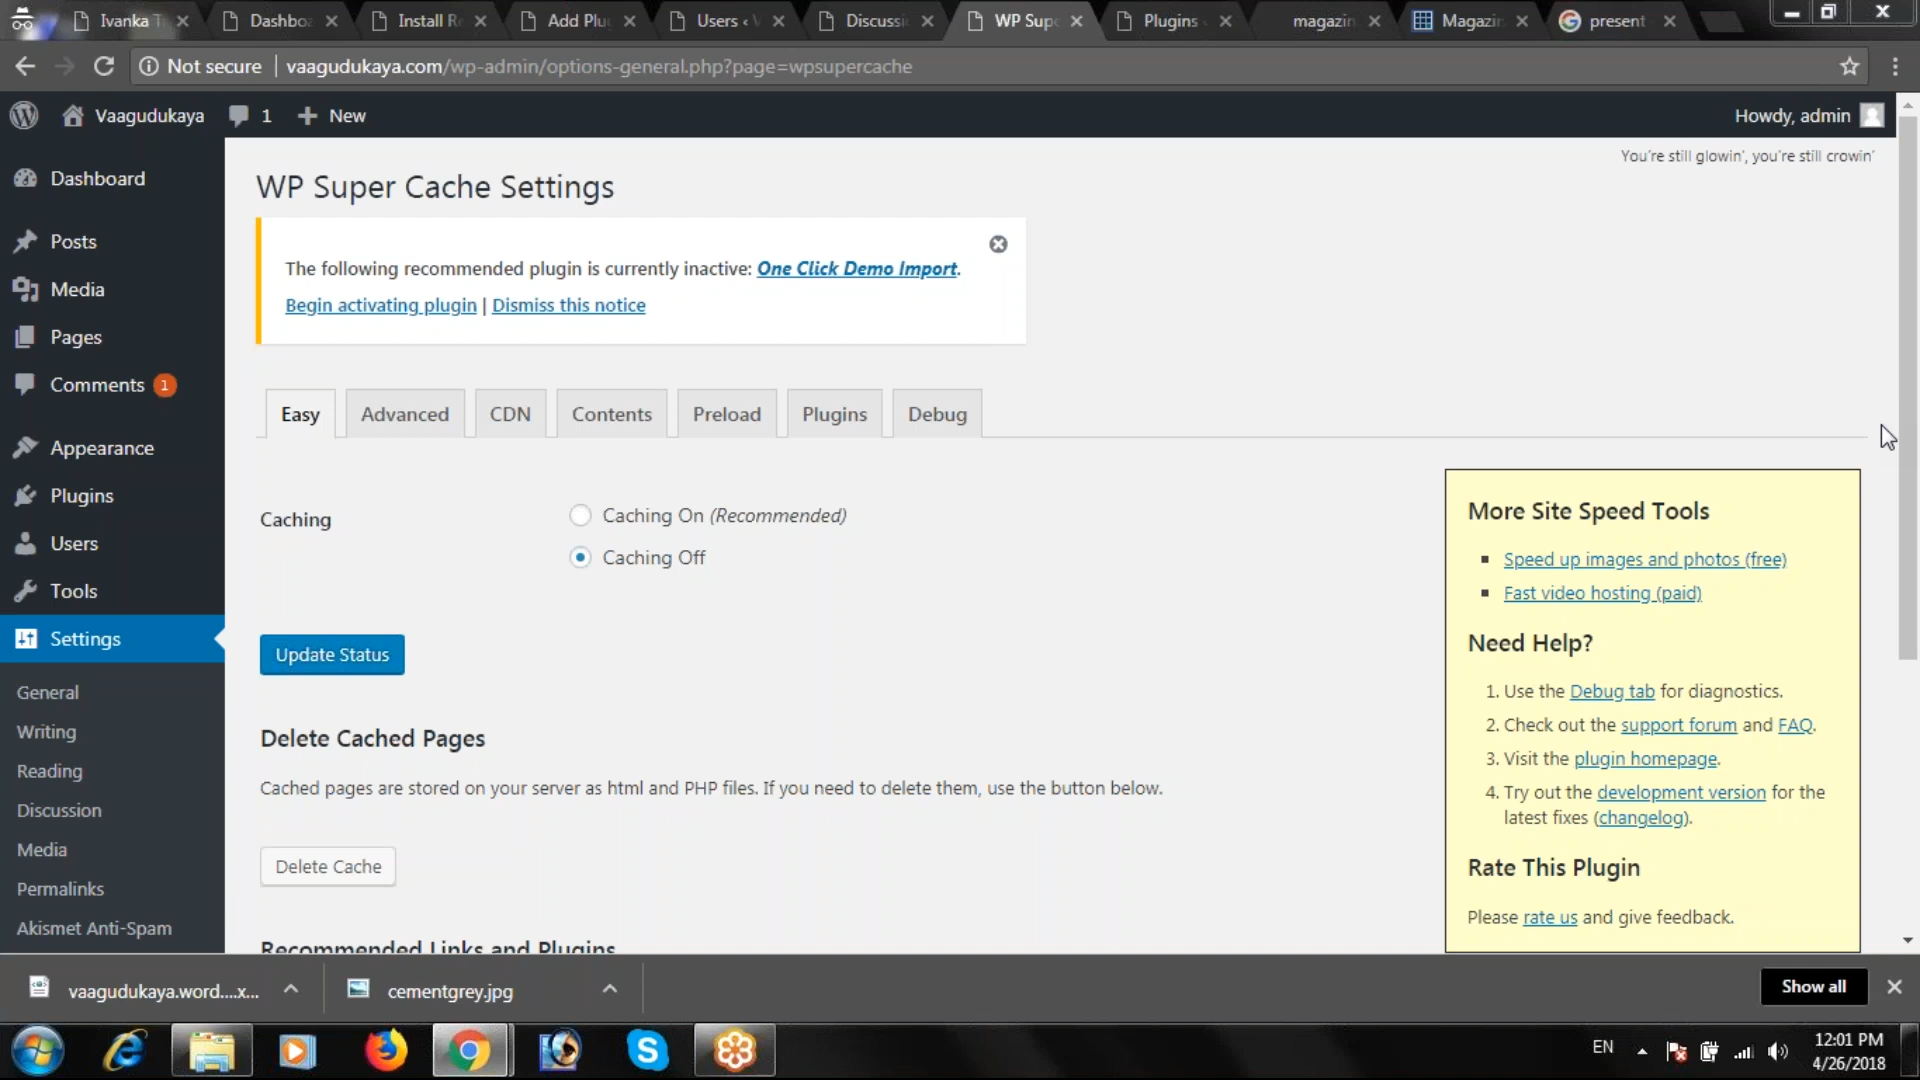 Ivanka T
Dashboa
Install Re
Add Plu
Users ‹ W
Discussi
WP Supe
Plugins
magazin
Magazin
present
Not secure | vaagudukaya.com/wp-admin/options-general.php?page=wpsupercache
Vaagudukaya 1 + New
Howdy, admin
You're still glowin', you're still crowin'
Dashboard
Posts
Media
Pages
Comments 1
Appearance
Plugins
Users
Tools
Settings
General
Writing
Reading
Discussion
Media
Permalinks
Akismet Anti-Spam
WP Super Cache Settings
The following recommended plugin is currently inactive: One Click Demo Import.
Begin activating plugin | Dismiss this notice
Easy
Advanced
CDN
Contents
Preload
Plugins
Debug
Caching
Caching On (Recommended)
Caching Off
Update Status
Delete Cached Pages
Cached pages are stored on your server as html and PHP files. If you need to delete them, use the button below.
Delete Cache
Recommended Links and Plugins
More Site Speed Tools
Speed up images and photos (free)
Fast video hosting (paid)
Need Help?
1. Use the Debug tab for diagnostics.
2. Check out the support forum and FAQ.
3. Visit the plugin homepage.
4. Try out the development version for the
latest fixes (changelog).
Rate This Plugin
Please rate us and give feedback.
vaagudukaya.word....x...
cementgrey.jpg
Show all
EN
12:01 PM
4/26/2018